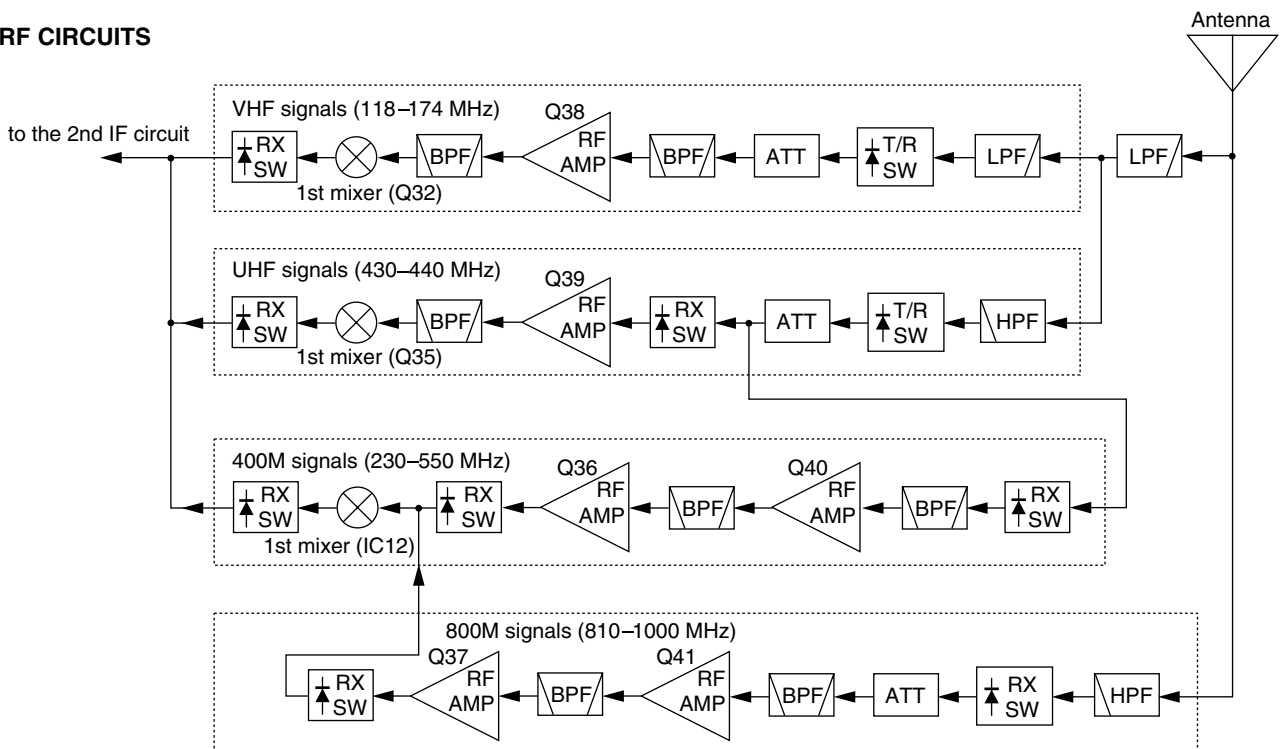 RF CIRCUITS
Antenna
to the 2nd IF circuit
VHF signals (118–174 MHz)
RX SW
1st mixer (Q32)
BPF
Q38
RF AMP
BPF
ATT
T/R SW
LPF
LPF
UHF signals (430–440 MHz)
RX SW
1st mixer (Q35)
BPF
Q39
RF AMP
RX SW
ATT
T/R SW
HPF
400M signals (230–550 MHz)
RX SW
1st mixer (IC12)
RX SW
Q36
RF AMP
BPF
Q40
RF AMP
BPF
RX SW
800M signals (810–1000 MHz)
RX SW
Q37
RF AMP
BPF
Q41
RF AMP
BPF
ATT
RX SW
HPF